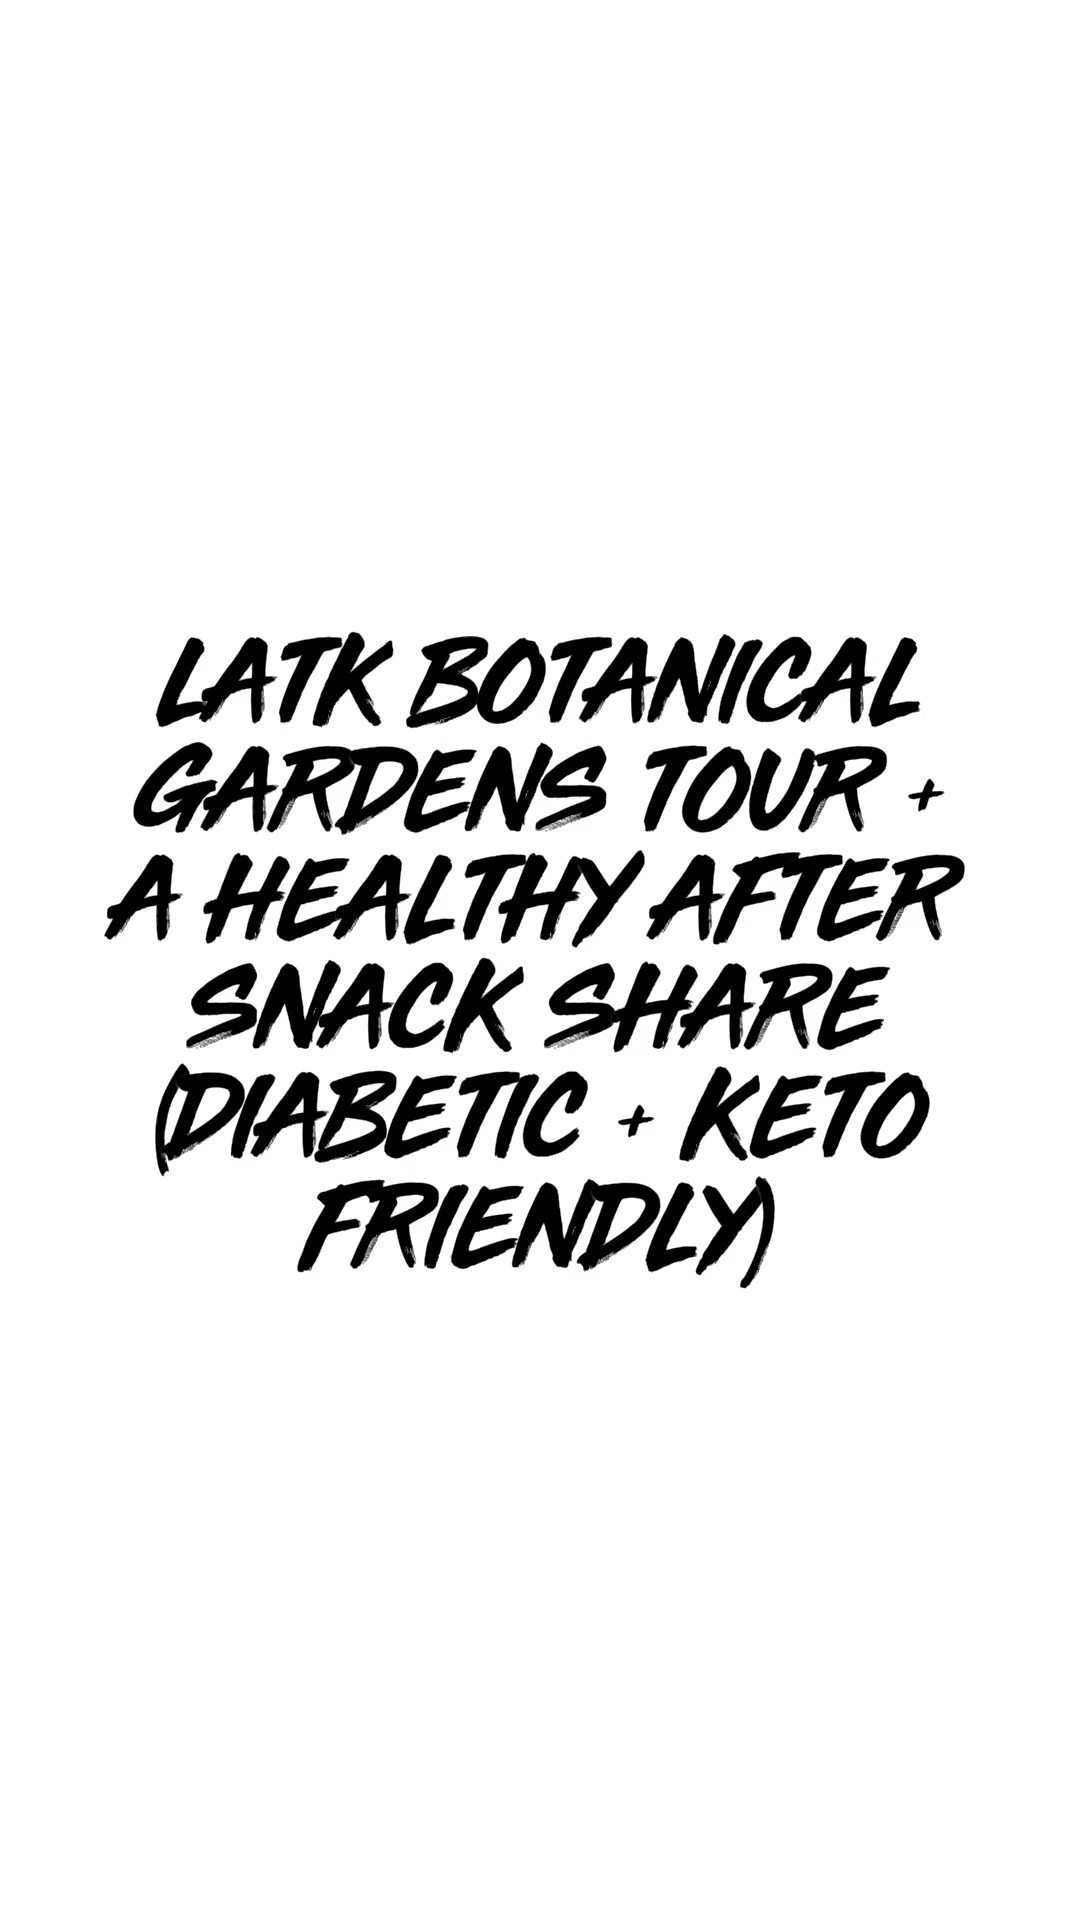 LATK BOTANICAL
GARDENS TOUR +
A HEALTHY AFTER
SNACK SHARE
(DIABETIC + KETO
FRIENDLY)